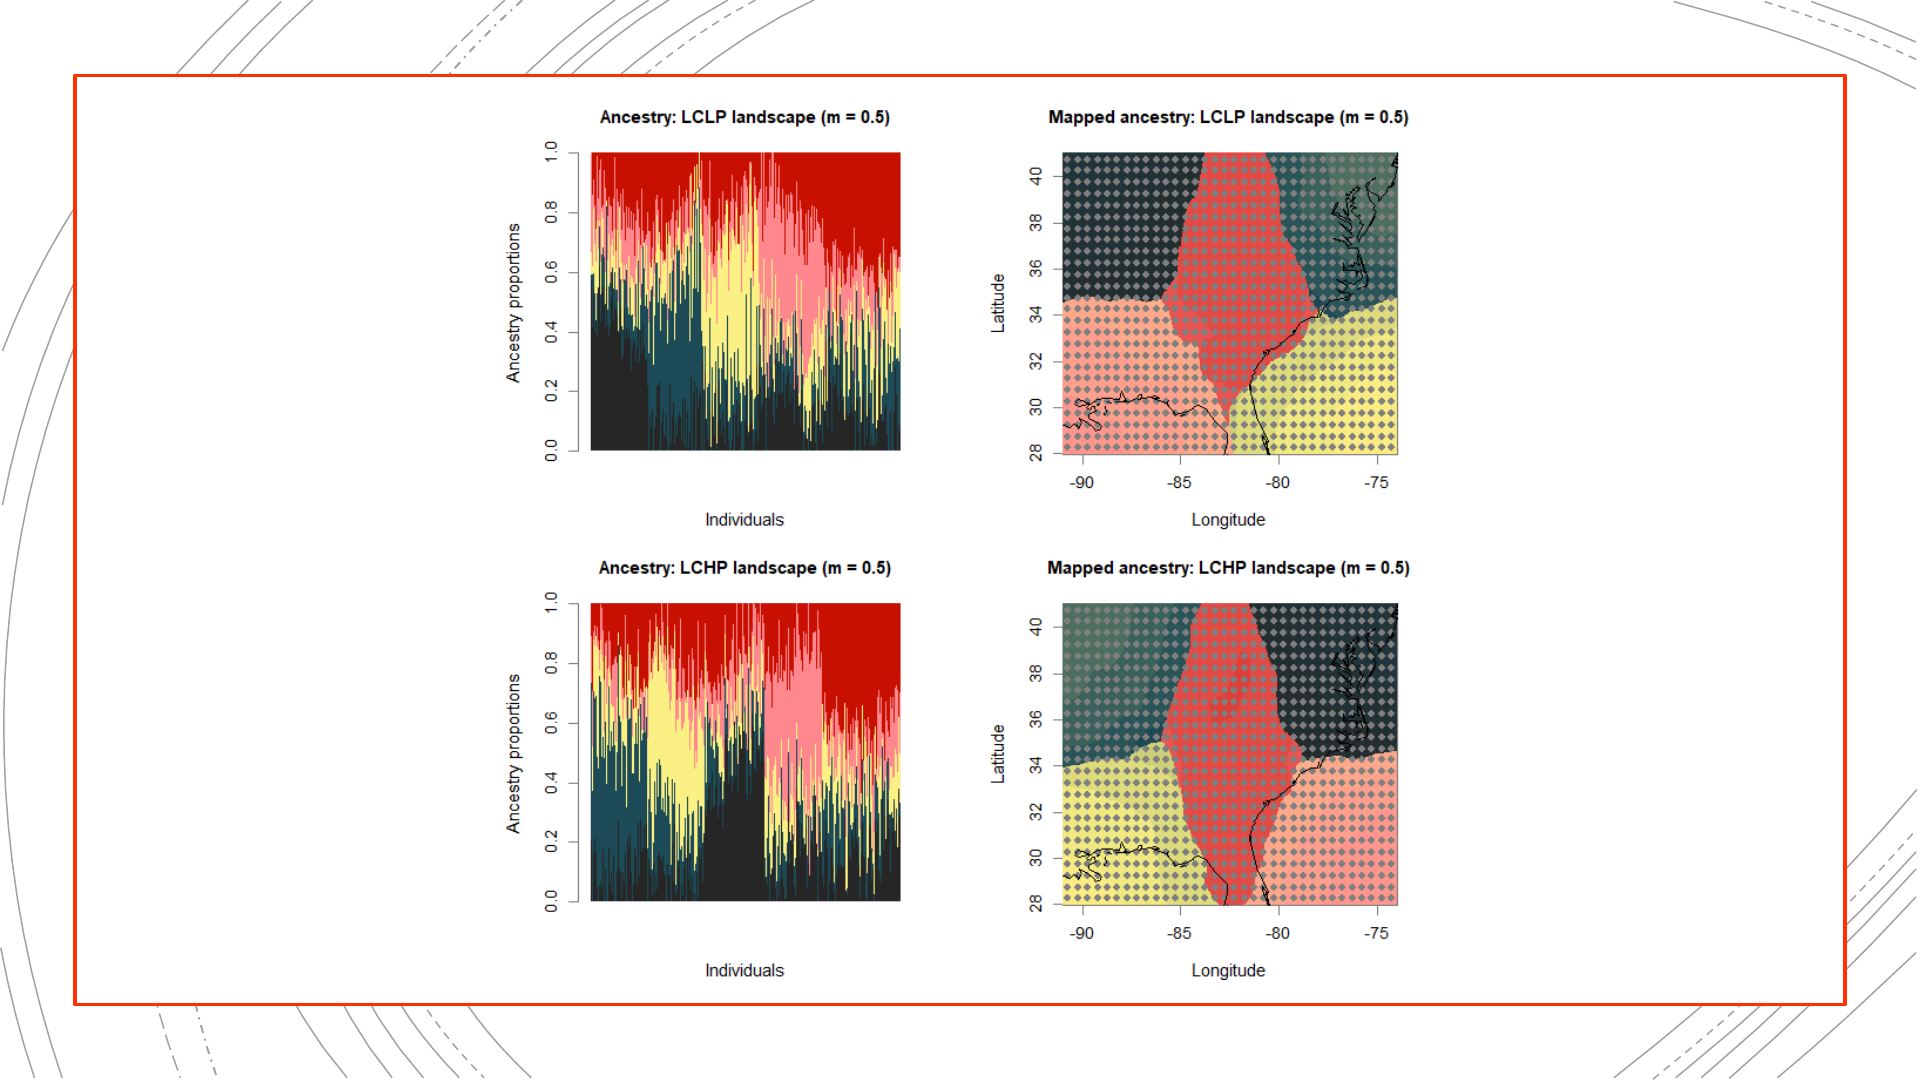 Ancestry: LCLP landscape (m = 0.5)
Ancestry proportions
0.0 0.2 0.4 0.6 0.8 1.0
Individuals
Mapped ancestry: LCLP landscape (m = 0.5)
Latitude
28 30 32 34 36 38 40
-90 -85 -80 -75
Longitude
Ancestry: LCHP landscape (m = 0.5)
Ancestry proportions
0.0 0.2 0.4 0.6 0.8 1.0
Individuals
Mapped ancestry: LCHP landscape (m = 0.5)
Latitude
28 30 32 34 36 38 40
-90 -85 -80 -75
Longitude